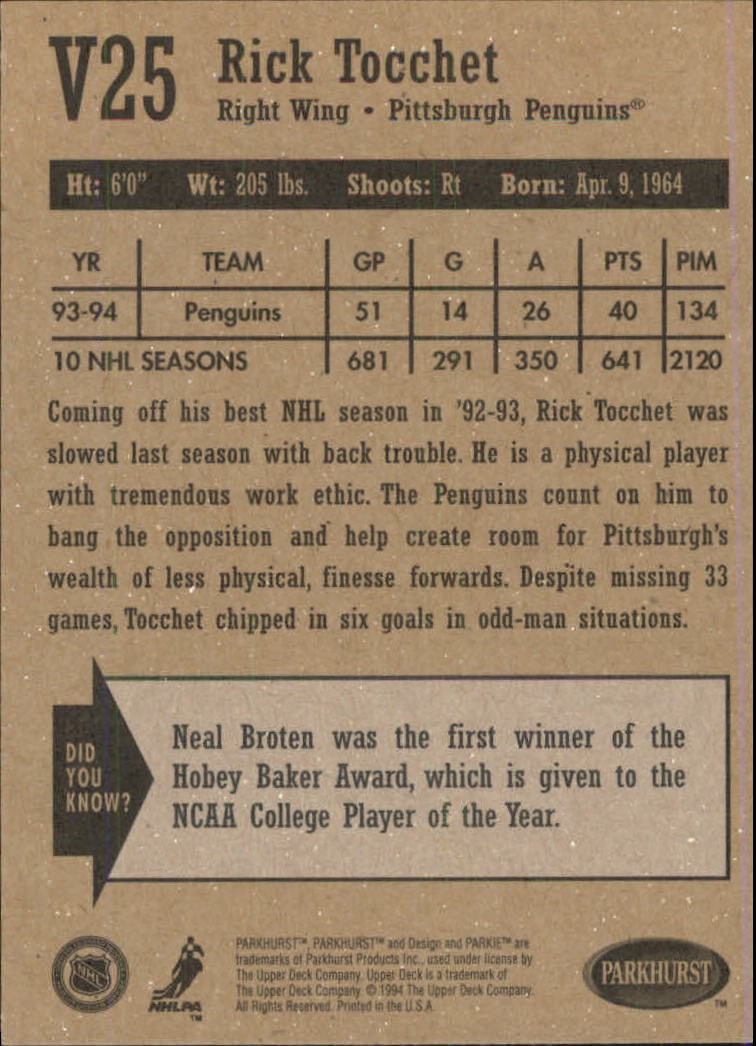 V25 Rick Tocchet
Right Wing • Pittsburgh Penguins®
Ht: 6'0" Wt: 205 lbs. Shoots: Rt Born: Apr. 9, 1964
YR TEAM GP G A PTS PIM
93-94 Penguins 51 14 26 40 134
10 NHL SEASONS 681 291 350 641 2120
Coming off his best NHL season in '92-93, Rick Tocchet was
slowed last season with back trouble. He is a physical player
with tremendous work ethic. The Penguins count on him to
bang the opposition and help create room for Pittsburgh's
wealth of less physical, finesse forwards. Despite missing 33
games, Tocchet chipped in six goals in odd-man situations.
DID
YOU
KNOW?
Neal Broten was the first winner of the
Hobey Baker Award, which is given to the
NCAA College Player of the Year.
NHL
NHLPA
TM
PARKHURST™, PARKHURST™ and Design and PARKIE™ are
trademarks of Parkhurst Products Inc., used under license by
The Upper Deck Company. Upper Deck is a trademark of
The Upper Deck Company. © 1994 The Upper Deck Company.
All Rights Reserved. Printed in the U.S.A.
PARKHURST
TM